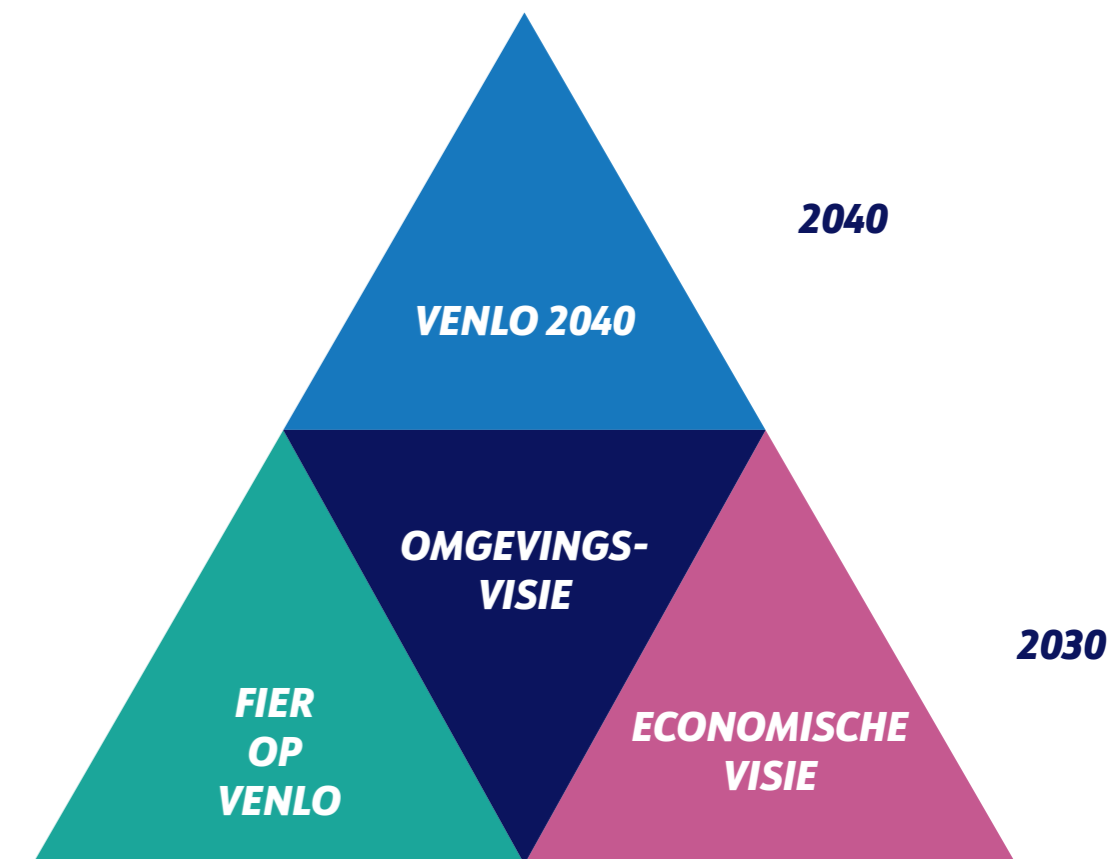 2040
VENLO 2040
OMGEVINGS-
VISIE
2030
FIER
OP
VENLO
ECONOMISCHE
VISIE